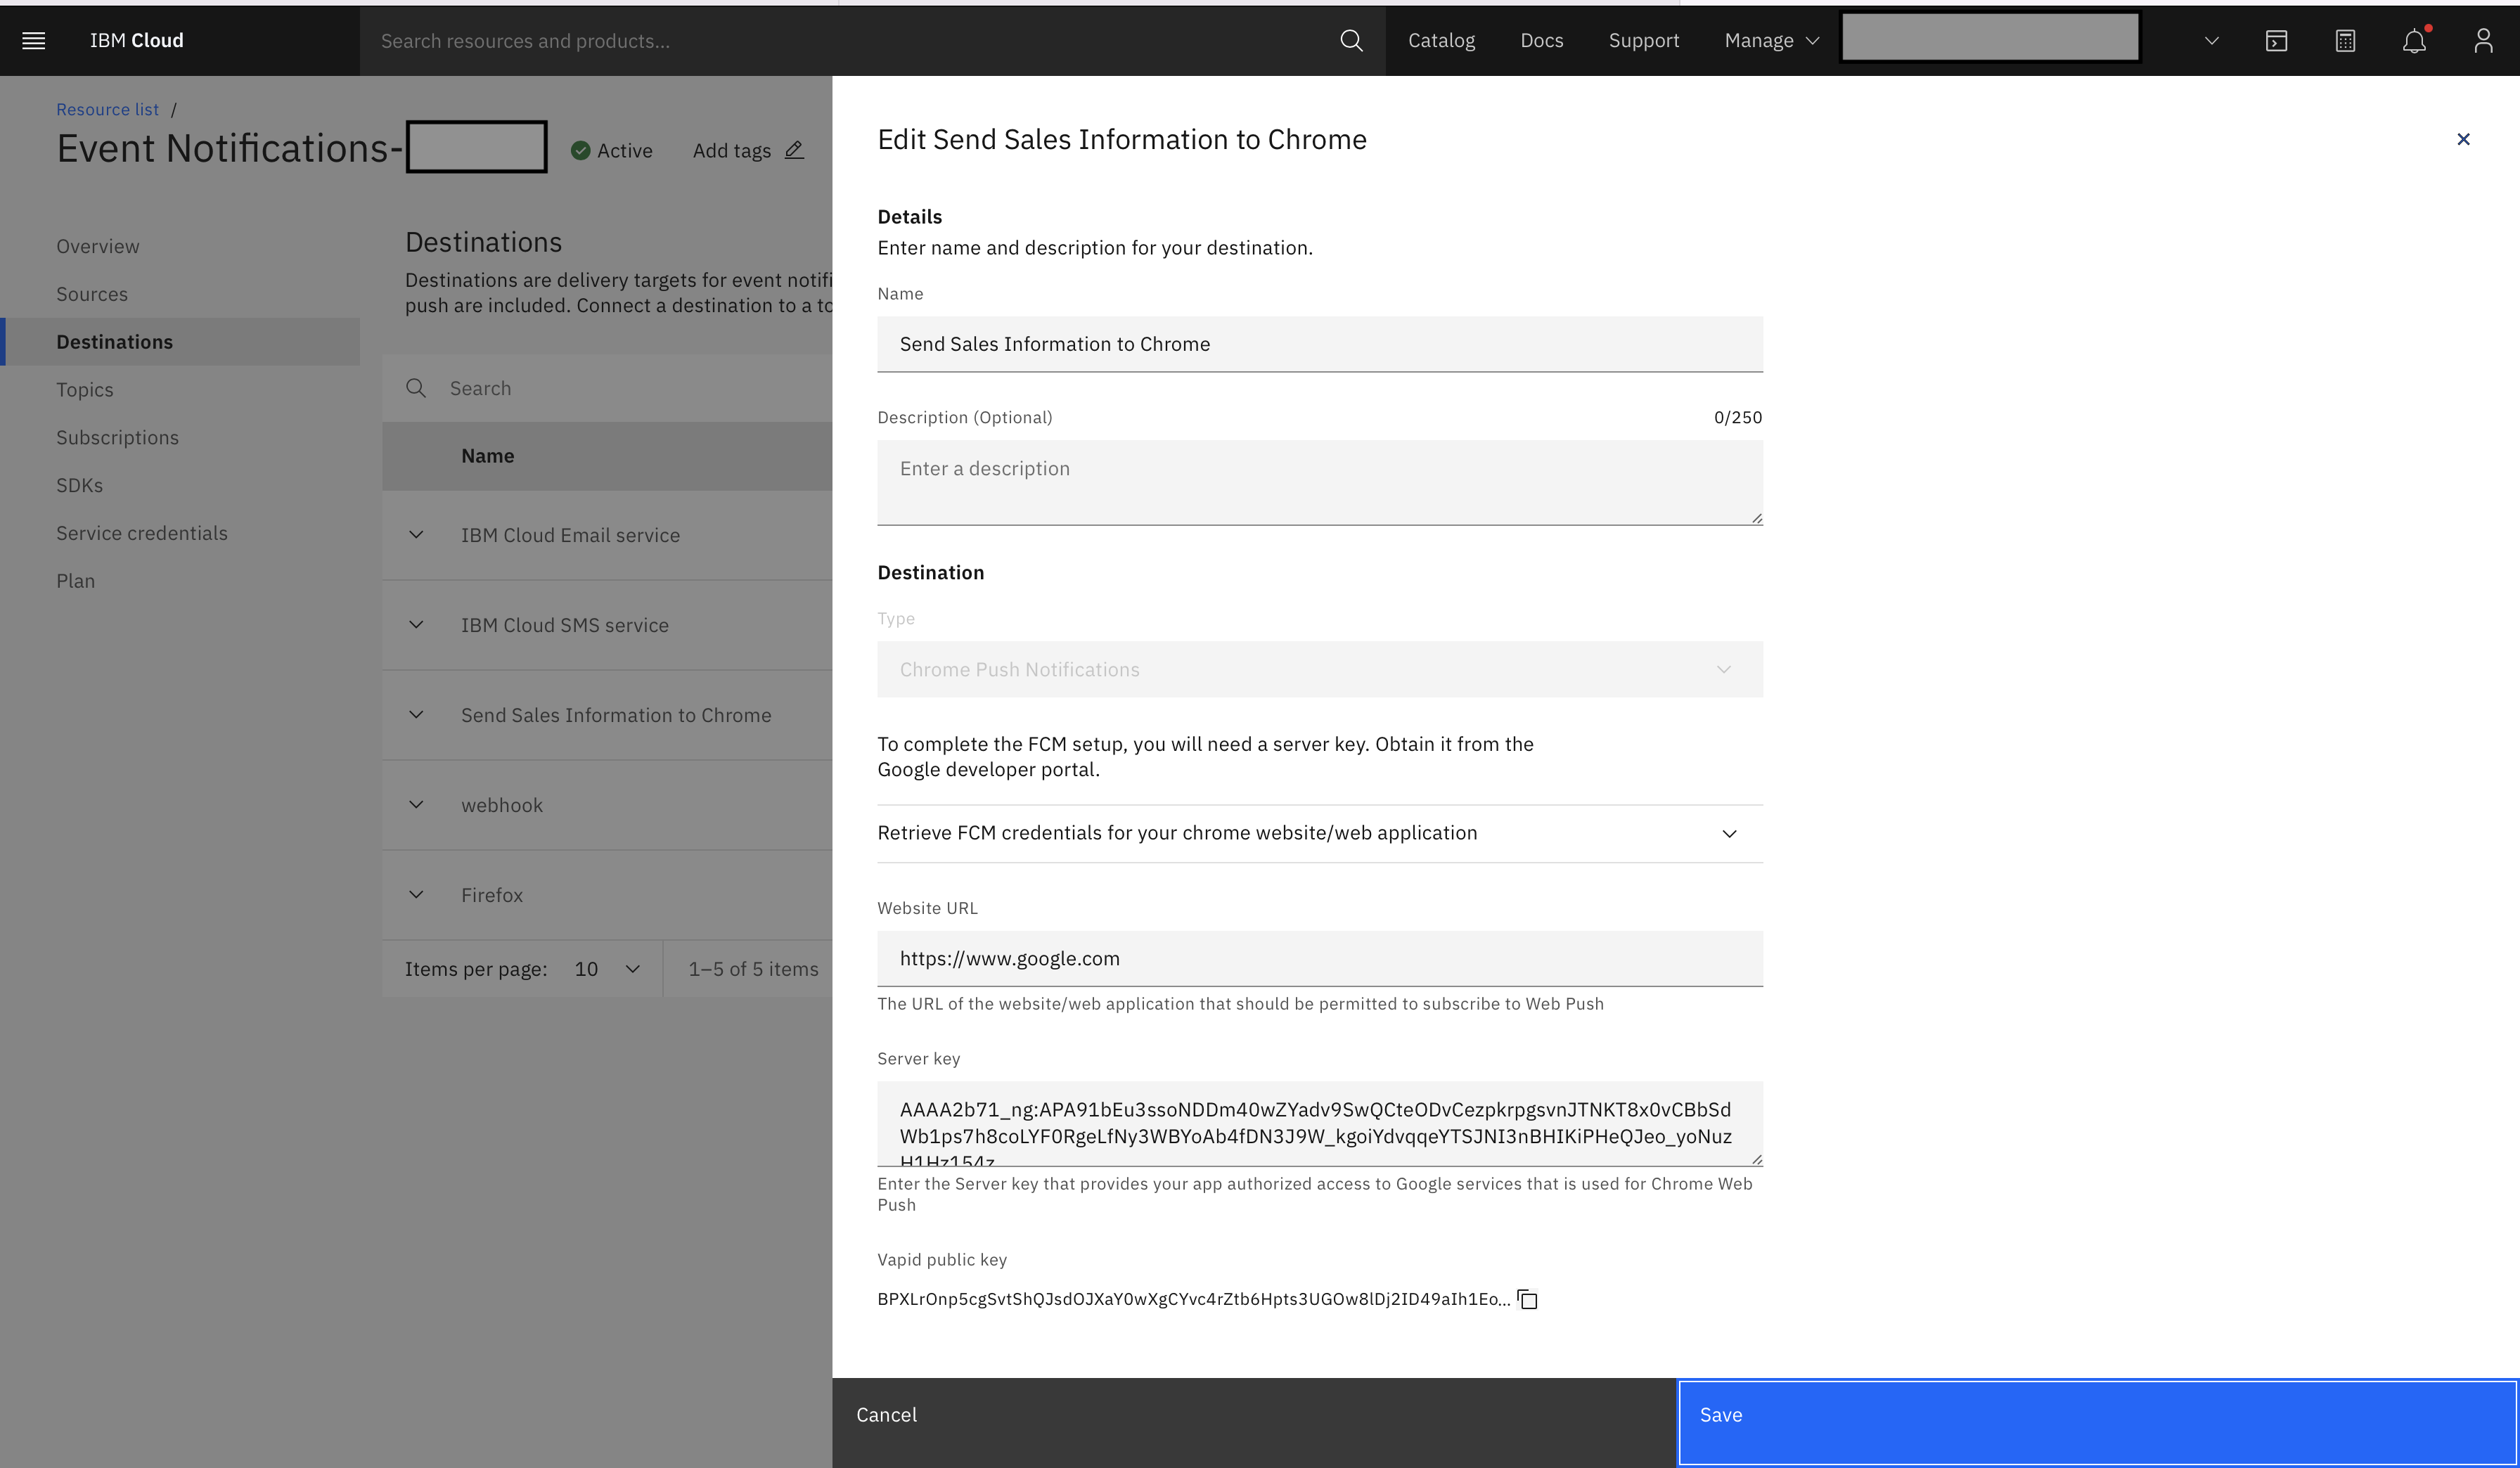 IBM Cloud
Search resources and products...
Catalog
Docs
Support
Manage
Resource list /
Event Notifications-
Active
Add tags
Overview
Sources
Destinations
Topics
Subscriptions
SDKs
Service credentials
Plan
Destinations
Destinations are delivery targets for event notifi
push are included. Connect a destination to a to
Search
Name
IBM Cloud Email service
IBM Cloud SMS service
Send Sales Information to Chrome
webhook
Firefox
Items per page: 10
1–5 of 5 items
Edit Send Sales Information to Chrome
Details
Enter name and description for your destination.
Name
Send Sales Information to Chrome
Description (Optional)
0/250
Enter a description
Destination
Type
Chrome Push Notifications
To complete the FCM setup, you will need a server key. Obtain it from the
Google developer portal.
Retrieve FCM credentials for your chrome website/web application
Website URL
https://www.google.com
The URL of the website/web application that should be permitted to subscribe to Web Push
Server key
AAAA2b71_ng:APA91bEu3ssoNDDm40wZYadv9SwQCteODvCezpkrpgsvnJTNKT8x0vCBbSd
Wb1ps7h8coLYF0RgeLfNy3WBYoAb4fDN3J9W_kgoiYdvqqeYTSJNI3nBHIKiPHeQJeo_yoNuz
H1Hz154z
Enter the Server key that provides your app authorized access to Google services that is used for Chrome Web
Push
Vapid public key
BPXLrOnp5cgSvtShQJsdOJXaY0wXgCYvc4rZtb6Hpts3UGOw8lDj2ID49aIh1Eo...
Cancel
Save